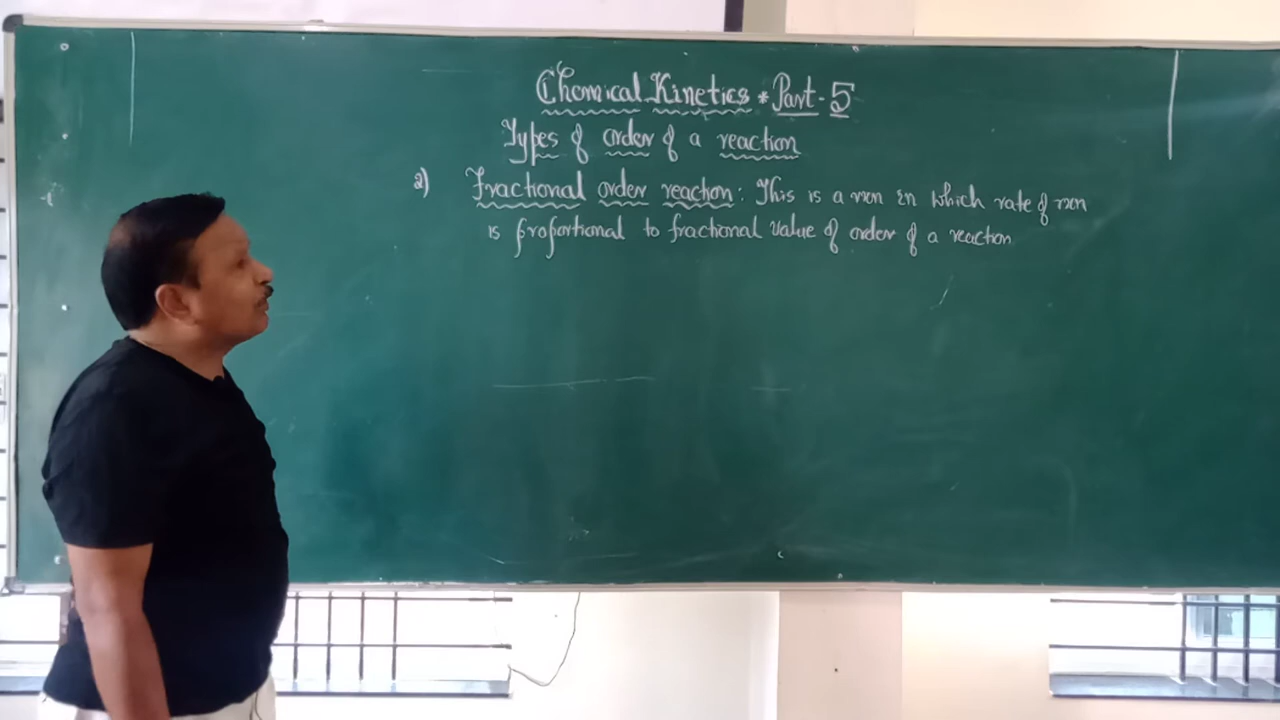 Chemical Kinetics * Part - 5
Types of order of a reaction
2) Fractional order reaction: This is a rxn in which rate of rxn
is proportional to fractional value of order of a reaction